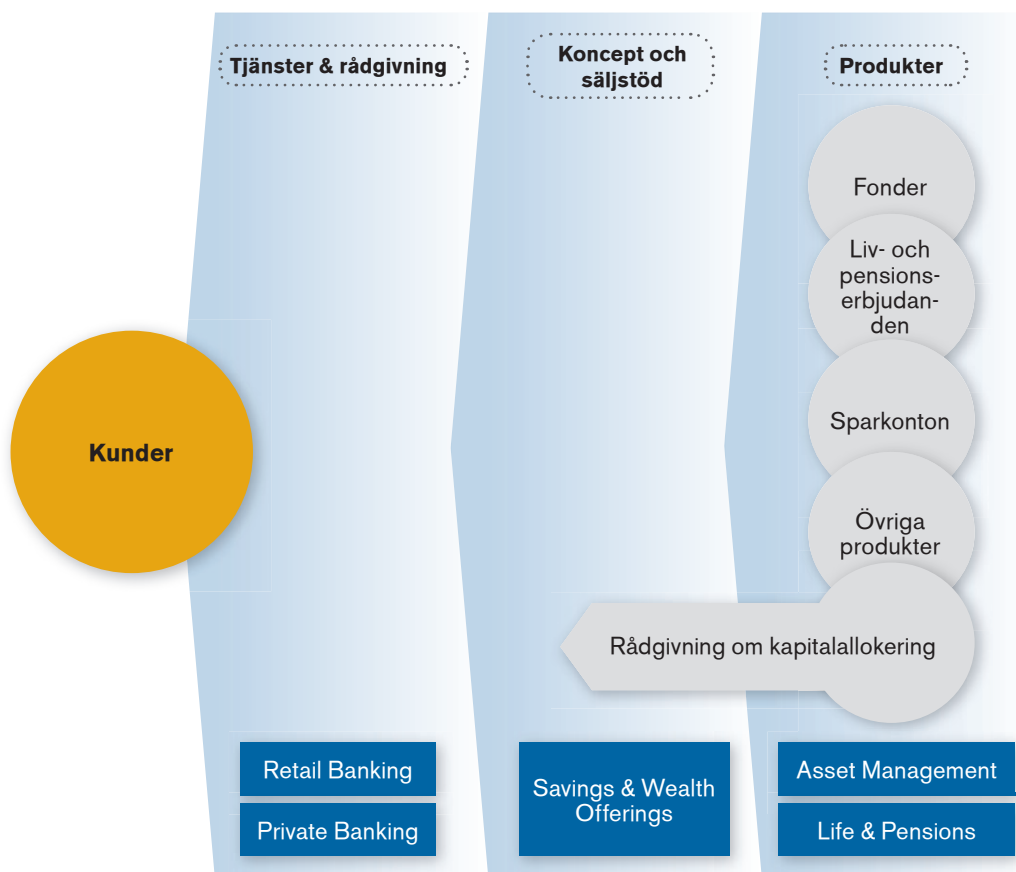 Tjänster & rådgivning
Koncept och
säljstöd
Produkter
Fonder
Liv- och
pensions-
erbjudan-
den
Sparkonton
Kunder
Övriga
produkter
Rådgivning om kapitalallokering
Retail Banking
Private Banking
Savings & Wealth
Offerings
Asset Management
Life & Pensions